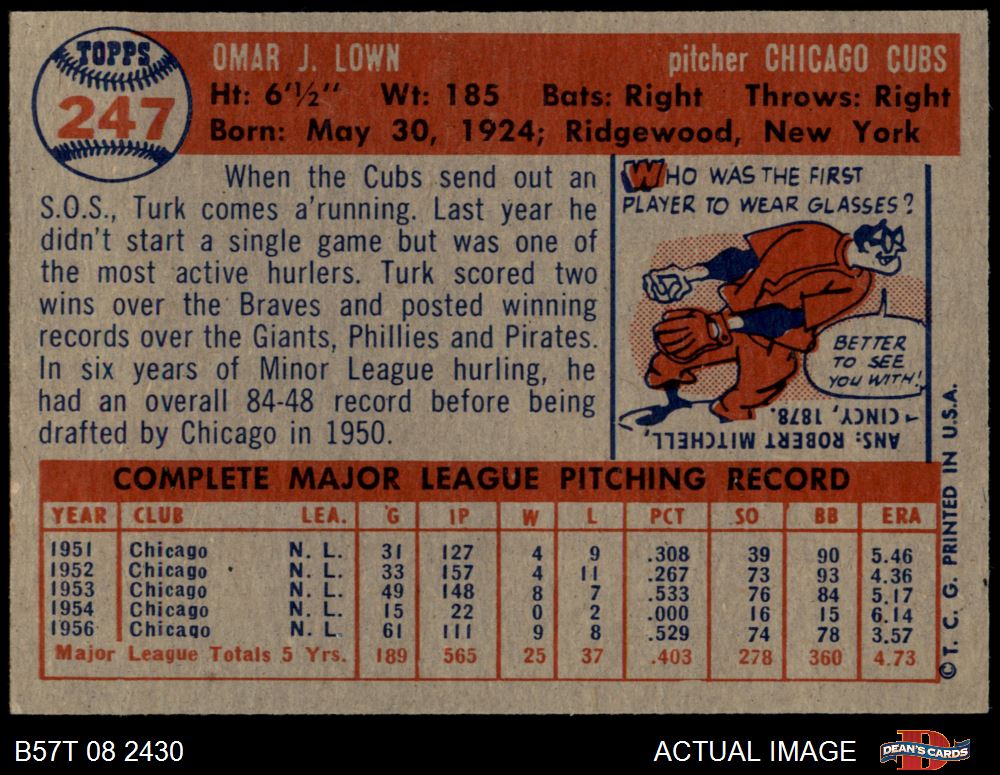 TOPPS
247
OMAR J. LOWN pitcher CHICAGO CUBS
Ht: 6'½" Wt: 185 Bats: Right Throws: Right
Born: May 30, 1924; Ridgewood, New York
When the Cubs send out an
S.O.S., Turk comes a'running. Last year he
didn't start a single game but was one of
the most active hurlers. Turk scored two
wins over the Braves and posted winning
records over the Giants, Phillies and Pirates.
In six years of Minor League hurling, he
had an overall 84-48 record before being
drafted by Chicago in 1950.
WHO WAS THE FIRST
PLAYER TO WEAR GLASSES?
BETTER
TO SEE
YOU WITH!
ANS: ROBERT MITCHELL,
- CINCY, 1878.
COMPLETE MAJOR LEAGUE PITCHING RECORD
YEAR CLUB LEA. G IP W L PCT SO BB ERA
1951 Chicago N. L. 31 127 4 9 .308 39 90 5.46
1952 Chicago N. L. 33 157 4 11 .267 73 93 4.36
1953 Chicago N. L. 49 148 8 7 .533 76 84 5.17
1954 Chicago N. L. 15 22 0 2 .000 16 15 6.14
1956 Chicago N. L. 61 111 9 8 .529 74 78 3.57
Major League Totals 5 Yrs. 189 565 25 37 .403 278 360 4.73
© T. C. G. PRINTED IN U.S.A.
B57T 08 2430
ACTUAL IMAGE
DEAN'S CARDS